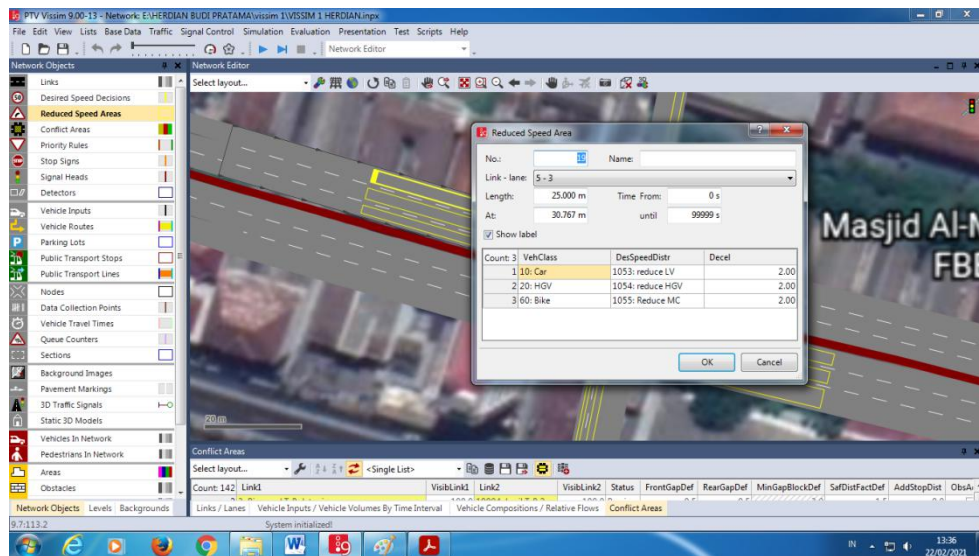 PTV Vissim 9.00-13 - Network: E:\HERDIAN BUDI PRATAMA\vissim 1\VISSIM 1 HERDIAN.inpx
File Edit View Lists Base Data Traffic Signal Control Simulation Evaluation Presentation Test Scripts Help
Network Editor
Network Objects
Network Editor
Select layout...
Links
Desired Speed Decisions
Reduced Speed Areas
Conflict Areas
Priority Rules
Stop Signs
Signal Heads
Detectors
Vehicle Inputs
Vehicle Routes
Parking Lots
Public Transport Stops
Public Transport Lines
Nodes
Data Collection Points
Vehicle Travel Times
Queue Counters
Sections
Background Images
Pavement Markings
3D Traffic Signals
Static 3D Models
Vehicles In Network
Pedestrians In Network
Areas
Obstacles
Network Objects Levels Backgrounds
Reduced Speed Area
No.: 19 Name:
Link - lane: 5 - 3
Length: 25.000 m Time From: 0 s
At: 30.767 m until 99999 s
Show label
Count: 3 VehClass DesSpeedDistr Decel
1 10: Car 1053: reduce LV 2.00
2 20: HGV 1054: reduce HGV 2.00
3 60: Bike 1055: Reduce MC 2.00
OK Cancel
Masjid Al-M
FBE
20 m
Conflict Areas
Select layout... <Single List>
Count: 142 Link1 VisibLink1 Link2 VisibLink2 Status FrontGapDef RearGapDef MinGapBlockDef SafDistFactDef AddStopDist ObsA
Links / Lanes Vehicle Inputs / Vehicle Volumes By Time Interval Vehicle Compositions / Relative Flows Conflict Areas
9.7:113.2 System initialized!
IN 13:36
22/02/2021